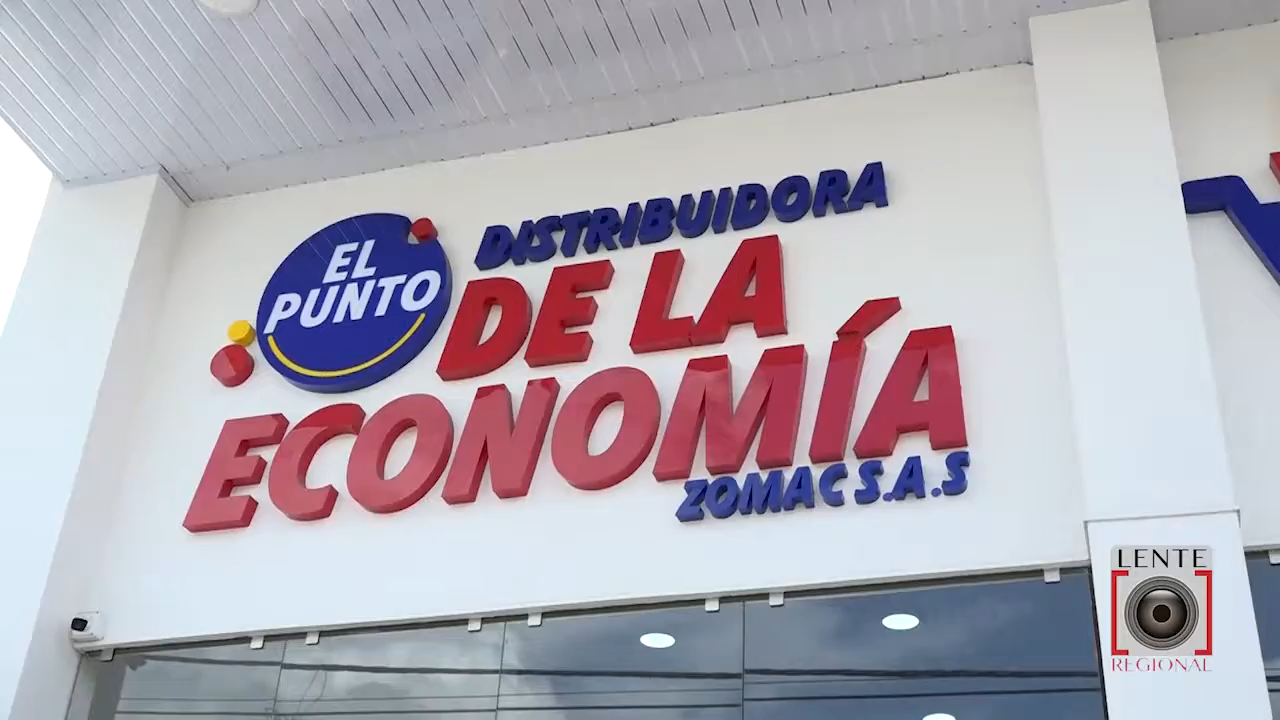 EL
PUNTO
DISTRIBUIDORA
DE LA
ECONOMÍA
ZOMAC S.A.S
LENTE
REGIONAL